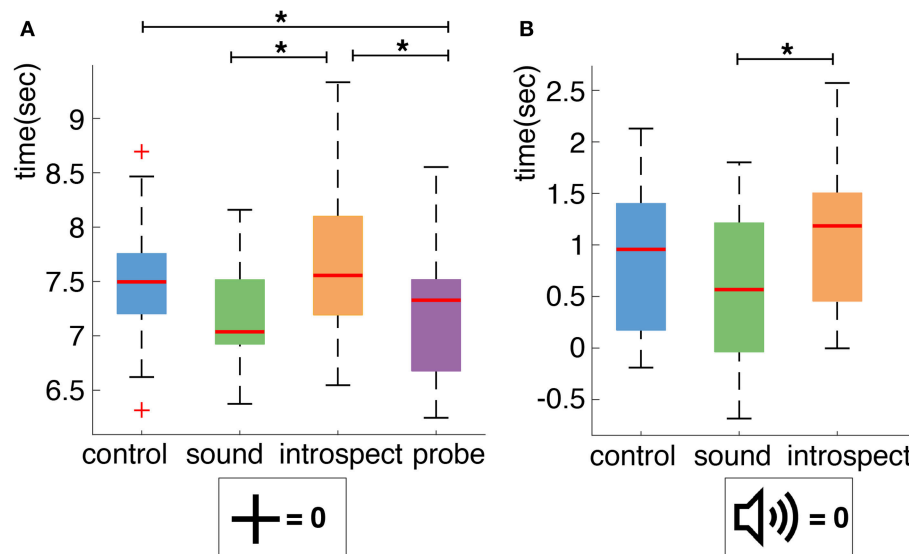 A
*
*
*
time(sec)
9
8.5
8
7.5
7
6.5
control
sound
introspect
probe
+ = 0
B
*
time(sec)
2.5
2
1.5
1
0.5
0
-0.5
control
sound
introspect
= 0